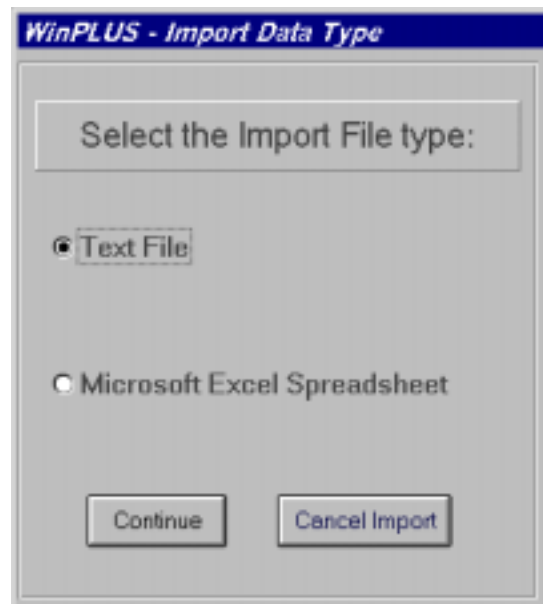 WinPLUS - Import Data Type
Select the Import File type:
Text File
Microsoft Excel Spreadsheet
Continue Cancel Import